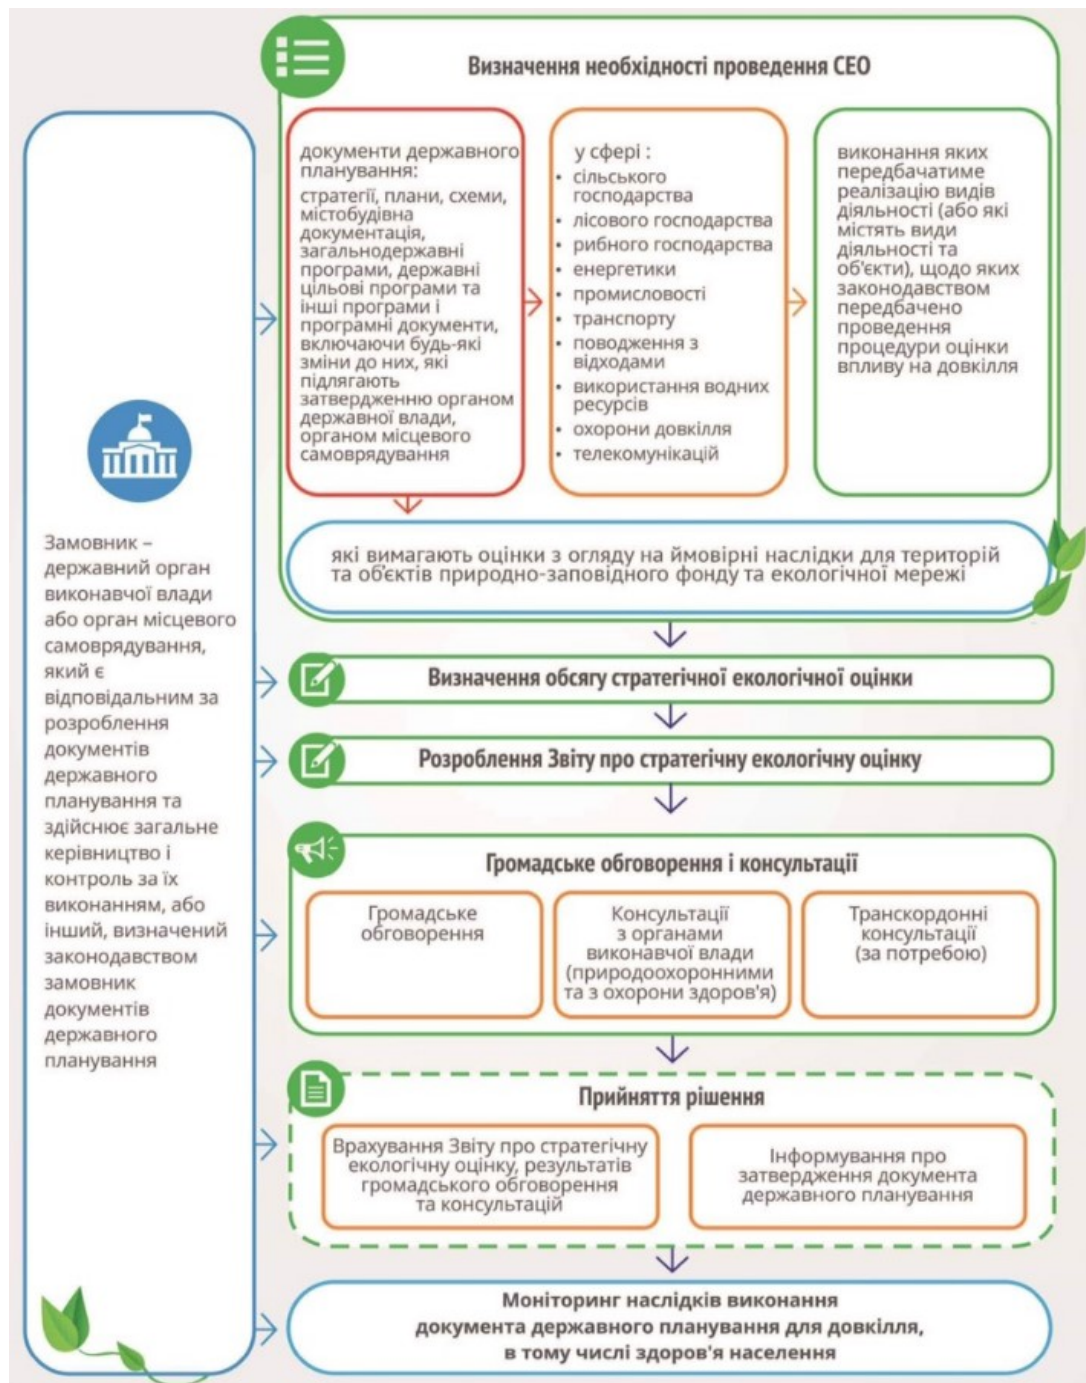 Визначення необхідності проведення СЕО
документи державного
планування:
стратегії, плани, схеми,
містобудівна
документація,
загальнодержавні
програми, державні
цільові програми та
інші програми і
програмні документи,
включаючи будь-які
зміни до них, які
підлягають
затвердженню органом
державної влади,
органом місцевого
самоврядування
у сфері :
• сільського
господарства
• лісового господарства
• рибного господарства
• енергетики
• промисловості
• транспорту
• поводження з
відходами
• використання водних
ресурсів
• охорони довкілля
• телекомунікацій
виконання яких
передбачатиме
реалізацію видів
діяльності (або які
містять види
діяльності та
об'єкти), щодо яких
законодавством
передбачено
проведення
процедури оцінки
впливу на довкілля
які вимагають оцінки з огляду на ймовірні наслідки для територій
та об'єктів природно-заповідного фонду та екологічної мережі
Замовник –
державний орган
виконавчої влади
або орган місцевого
самоврядування,
який є
відповідальним за
розроблення
документів
державного
планування та
здійснює загальне
керівництво і
контроль за їх
виконанням, або
інший, визначений
законодавством
замовник
документів
державного
планування
Визначення обсягу стратегічної екологічної оцінки
Розроблення Звіту про стратегічну екологічну оцінку
Громадське обговорення і консультації
Громадське
обговорення
Консультації
з органами
виконавчої влади
(природоохоронними
та з охорони здоров'я)
Транскордонні
консультації
(за потребою)
Прийняття рішення
Врахування Звіту про стратегічну
екологічну оцінку, результатів
громадського обговорення
та консультацій
Інформування про
затвердження документа
державного планування
Моніторинг наслідків виконання
документа державного планування для довкілля,
в тому числі здоров'я населення